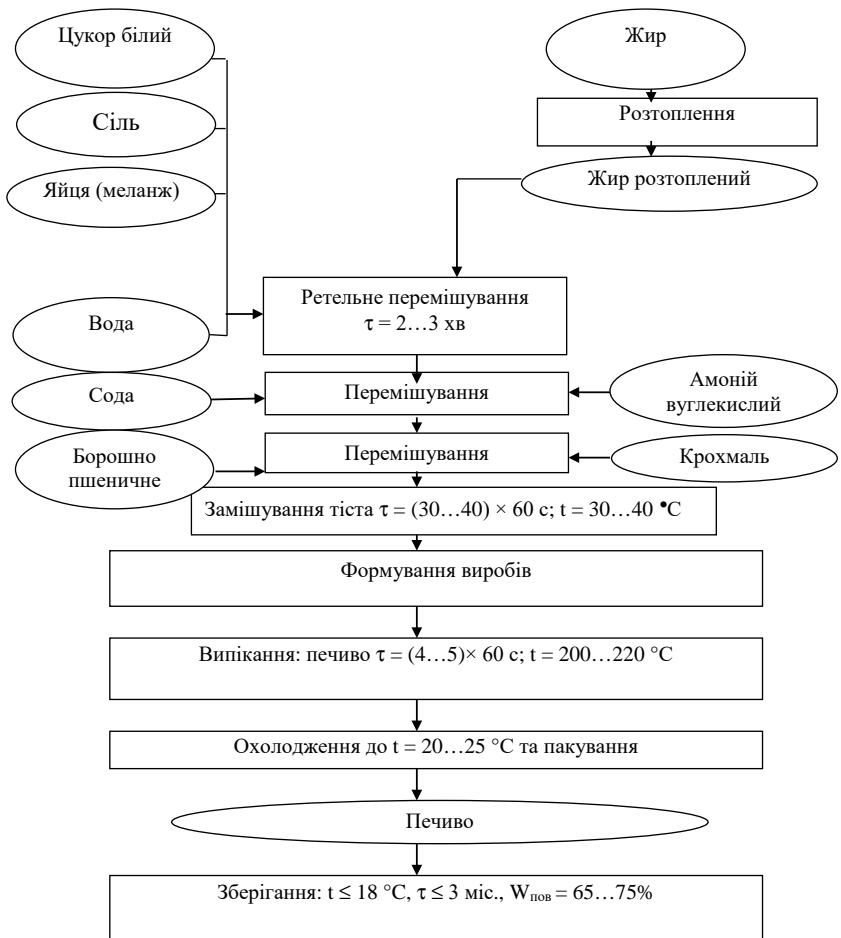 Цукор білий
Жир
Сіль
Розтоплення
Яйця (меланж)
Жир розтоплений
Вода
Ретельне перемішування
τ = 2…3 хв
Сода
Перемішування
Амоній
вуглекислий
Борошно
пшеничне
Перемішування
Крохмаль
Замішування тіста τ = (30…40) × 60 с; t = 30…40 •С
Формування виробів
Випікання: печиво τ = (4…5)× 60 с; t = 200…220 °С
Охолодження до t = 20…25 °С та пакування
Печиво
Зберігання: t ≤ 18 °С, τ ≤ 3 міс., Wпов = 65…75%